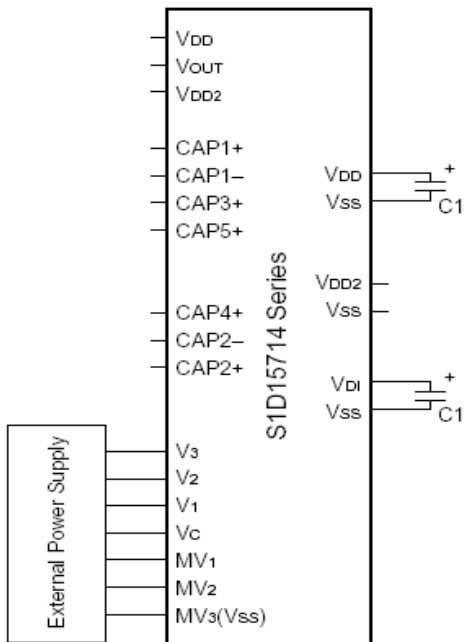 VDD
VOUT
VDD2
CAP1+
CAP1–
CAP3+
CAP5+
CAP4+
CAP2–
CAP2+
V3
V2
V1
VC
MV1
MV2
MV3(VSS)
External Power Supply
S1D15714 Series
VDD
VSS
+
C1
VDD2
VSS
VDI
VSS
+
C1